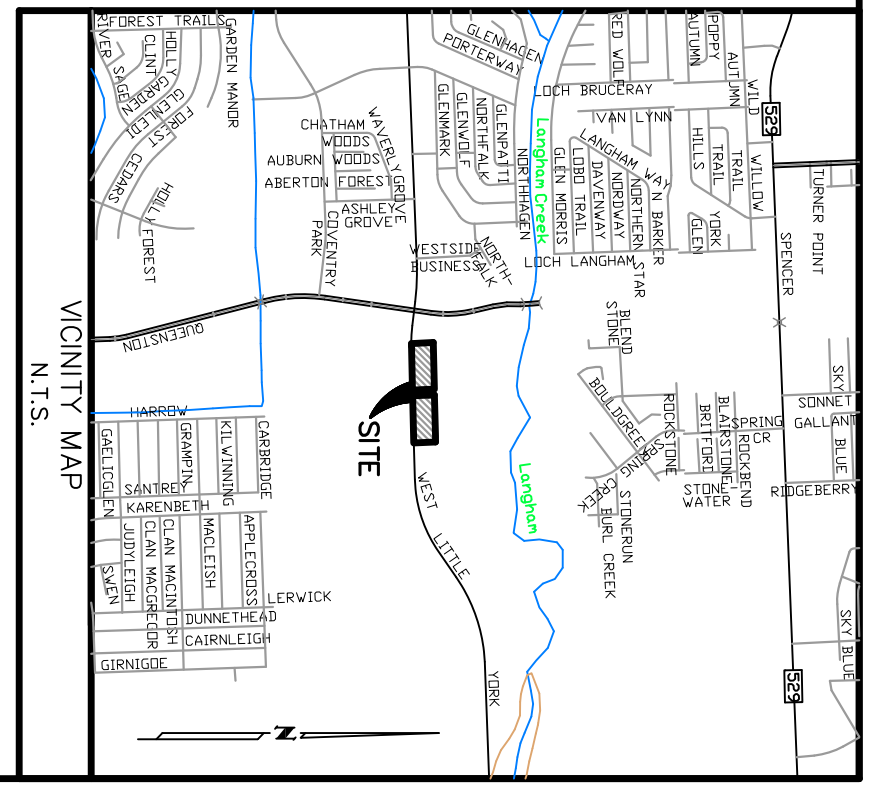 FOREST TRAILS
RIVER SAGE
CLINT
HOLLY
GARDEN
GLENLEDI
FOREST
CEDARS
GARDEN MANOR
HOLLY FOREST
CHATHAM
WOODS
AUBURN WOODS
ABERTON FOREST
WAVERLY GROVE
ASHLEY
GROVE
COVENTRY
PARK
GLENHAGEN
PORTERWAY
GLENMARK
GLENWOLF
NORTHFALK
GLENPATTI
NORTHHAGEN
WESTSIDE
BUSINESS
NORTH-
FALK
Langham Creek
RED WOLF
LOCH BRUCERAY
VAN LYNN
LANGHAM WAY
GLEN MORRIS
LOBO TRAIL
DAVENWAY
NORDWAY
NORTHERN STAR
N BARKER
LOCH LANGHAM
AUTUMN
POPPY
AUTUMN
WILD WILLOW
HILLS
TRAIL
TRAIL
GLEN
YORK
529
SPENCER
TURNER POINT
QUEENSTON
HARROW
SITE
BLEND
STONE
BOULDGREEN
SPRING CREEK
ROCKSTONE
BRITFORD
BLAIRSTONE
SPRING
CR
ROCKBEND
STONE-
WATER
STONERUN
BURL CREEK
SKY BLUE
SONNET
GALLANT
RIDGEBERRY
SKY BLUE
529
WEST LITTLE YORK
Langham
GAELICGLEN
GRAMPIN
KILWINNING
CARBRIDGE
SANTREY
KARENBETH
JUDYLEIGH
SWEN
CLAN MACGREGOR
CLAN MACINTOSH
MACLEISH
APPLECROSS
LERWICK
DUNNETHEAD
CAIRNLEIGH
GIRNIGOE
N
VICINITY MAP
N.T.S.